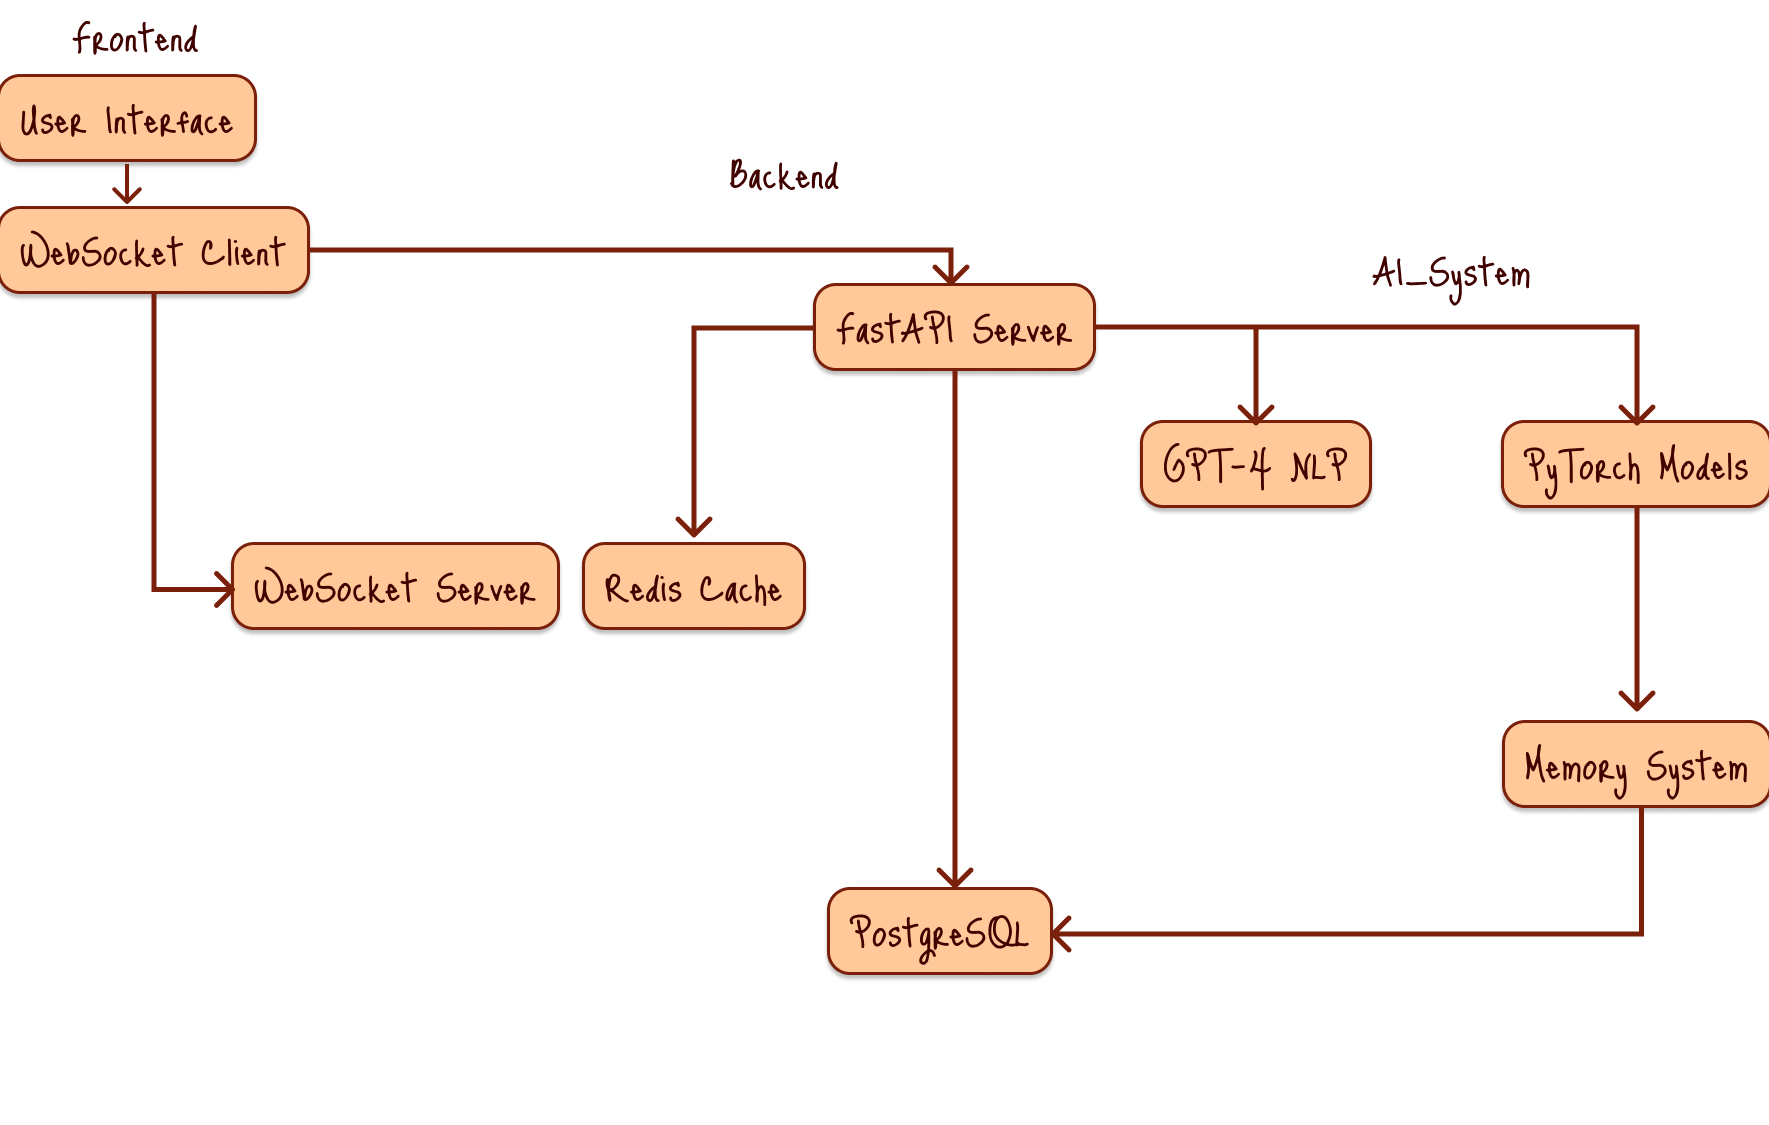 Frontend
User Interface
Backend
WebSocket Client
AI_System
FastAPI Server
GPT-4 NLP
PyTorch Models
WebSocket Server
Redis Cache
Memory System
PostgreSQL